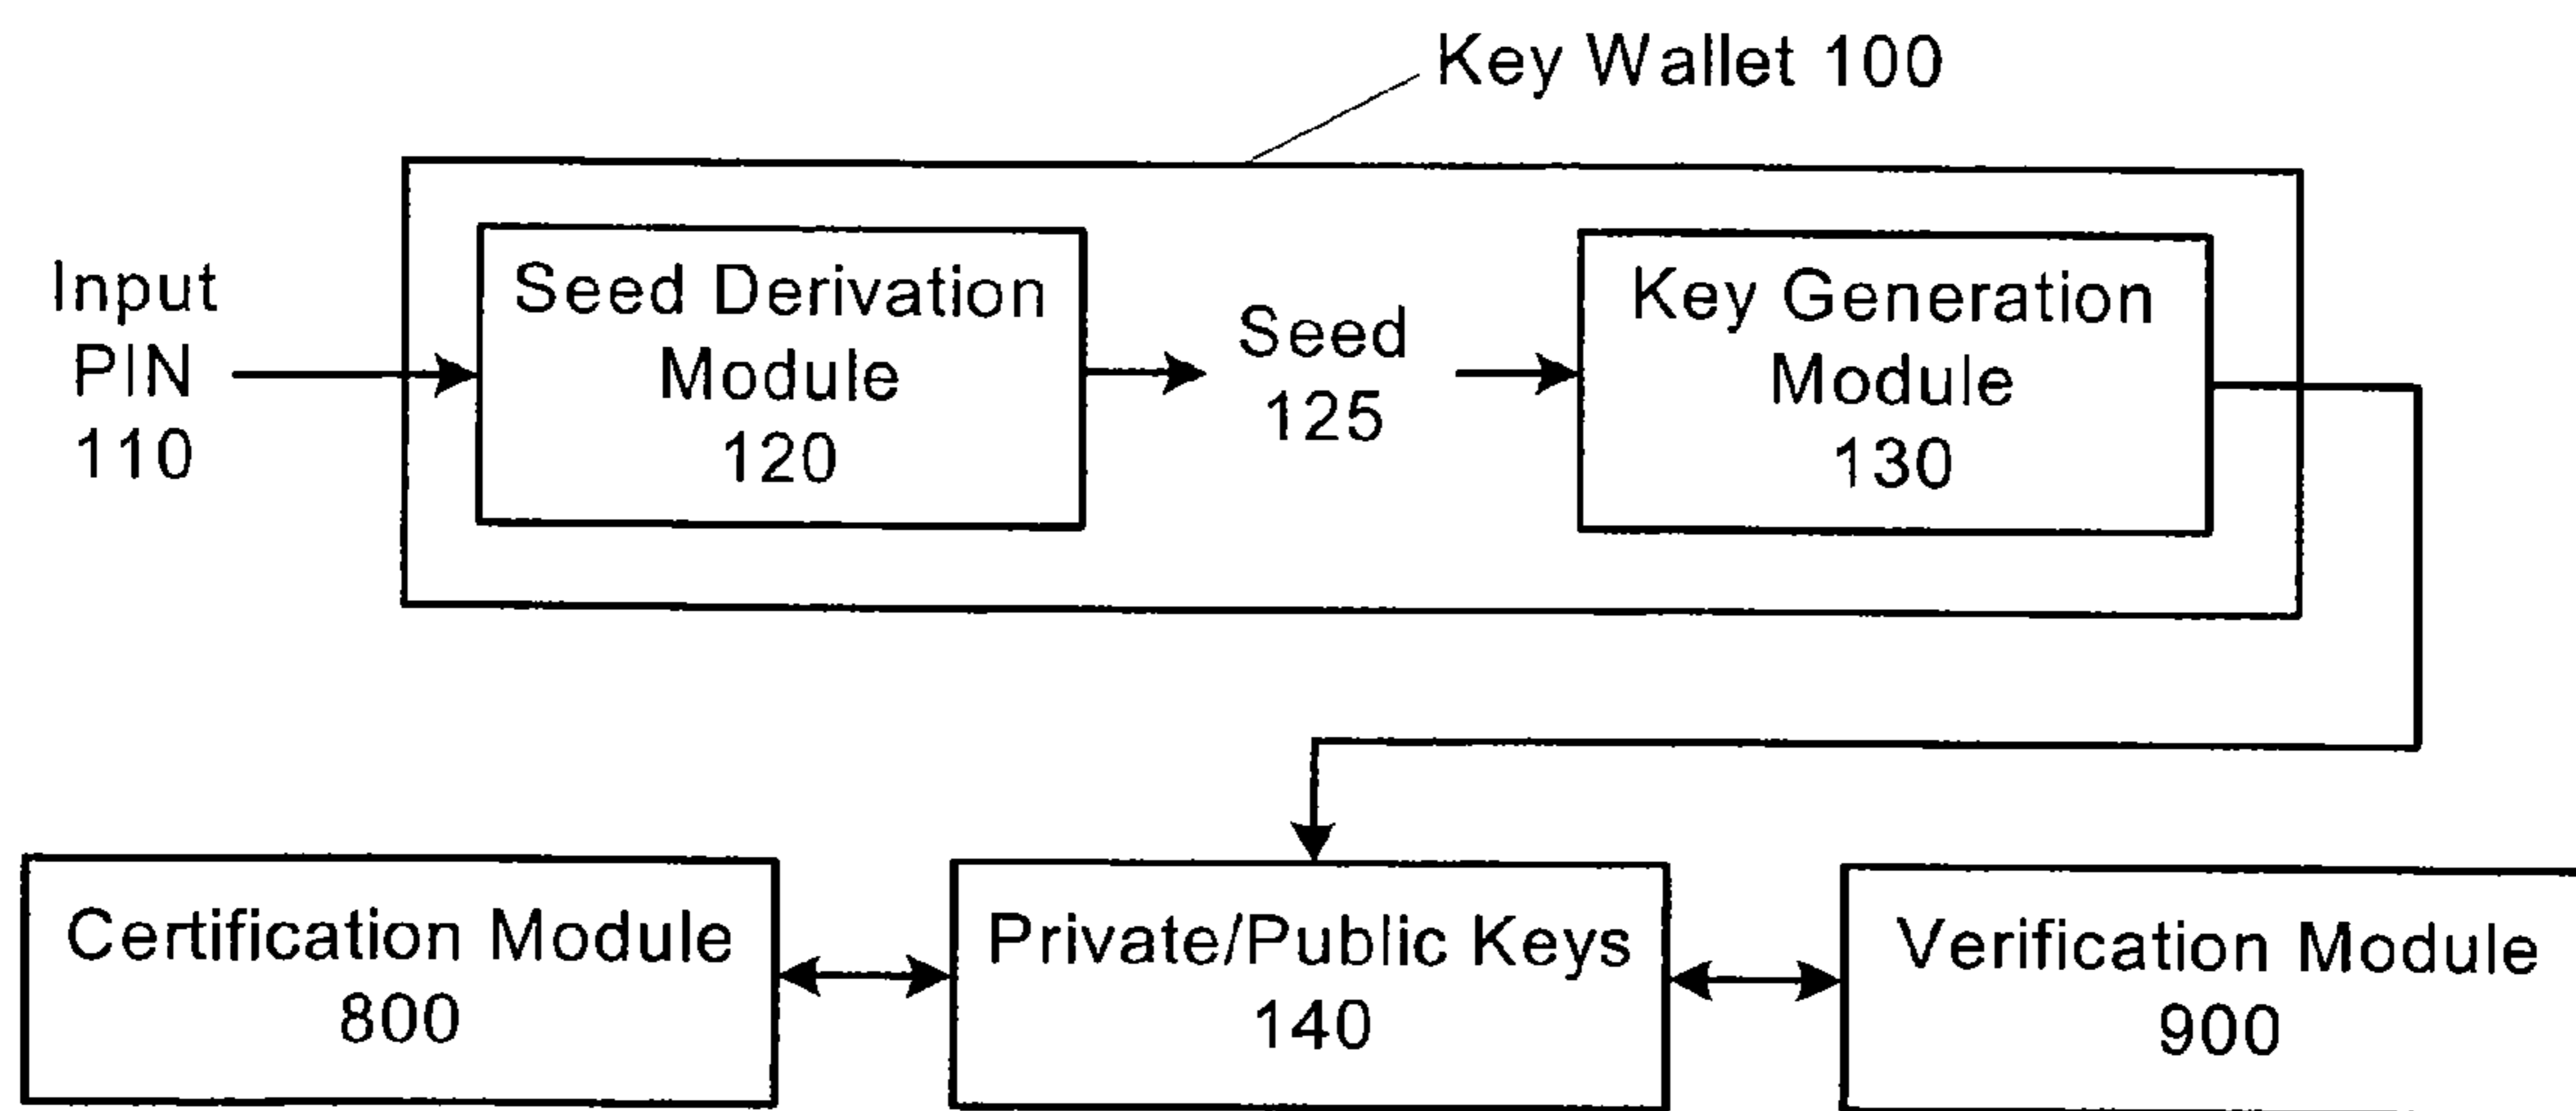 Key Wallet 100
Input
PIN
110
Seed Derivation
Module
120
Seed
125
Key Generation
Module
130
Certification Module
800
Private/Public Keys
140
Verification Module
900